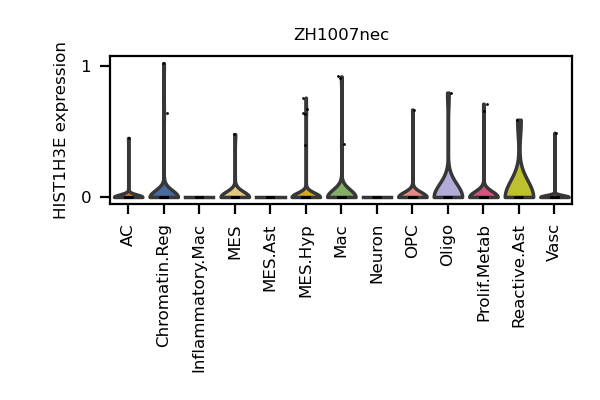 ZH1007nec
HIST1H3E expression
1
0
AC
Chromatin.Reg
Inflammatory.Mac
MES
MES.Ast
MES.Hyp
Mac
Neuron
OPC
Oligo
Prolif.Metab
Reactive.Ast
Vasc